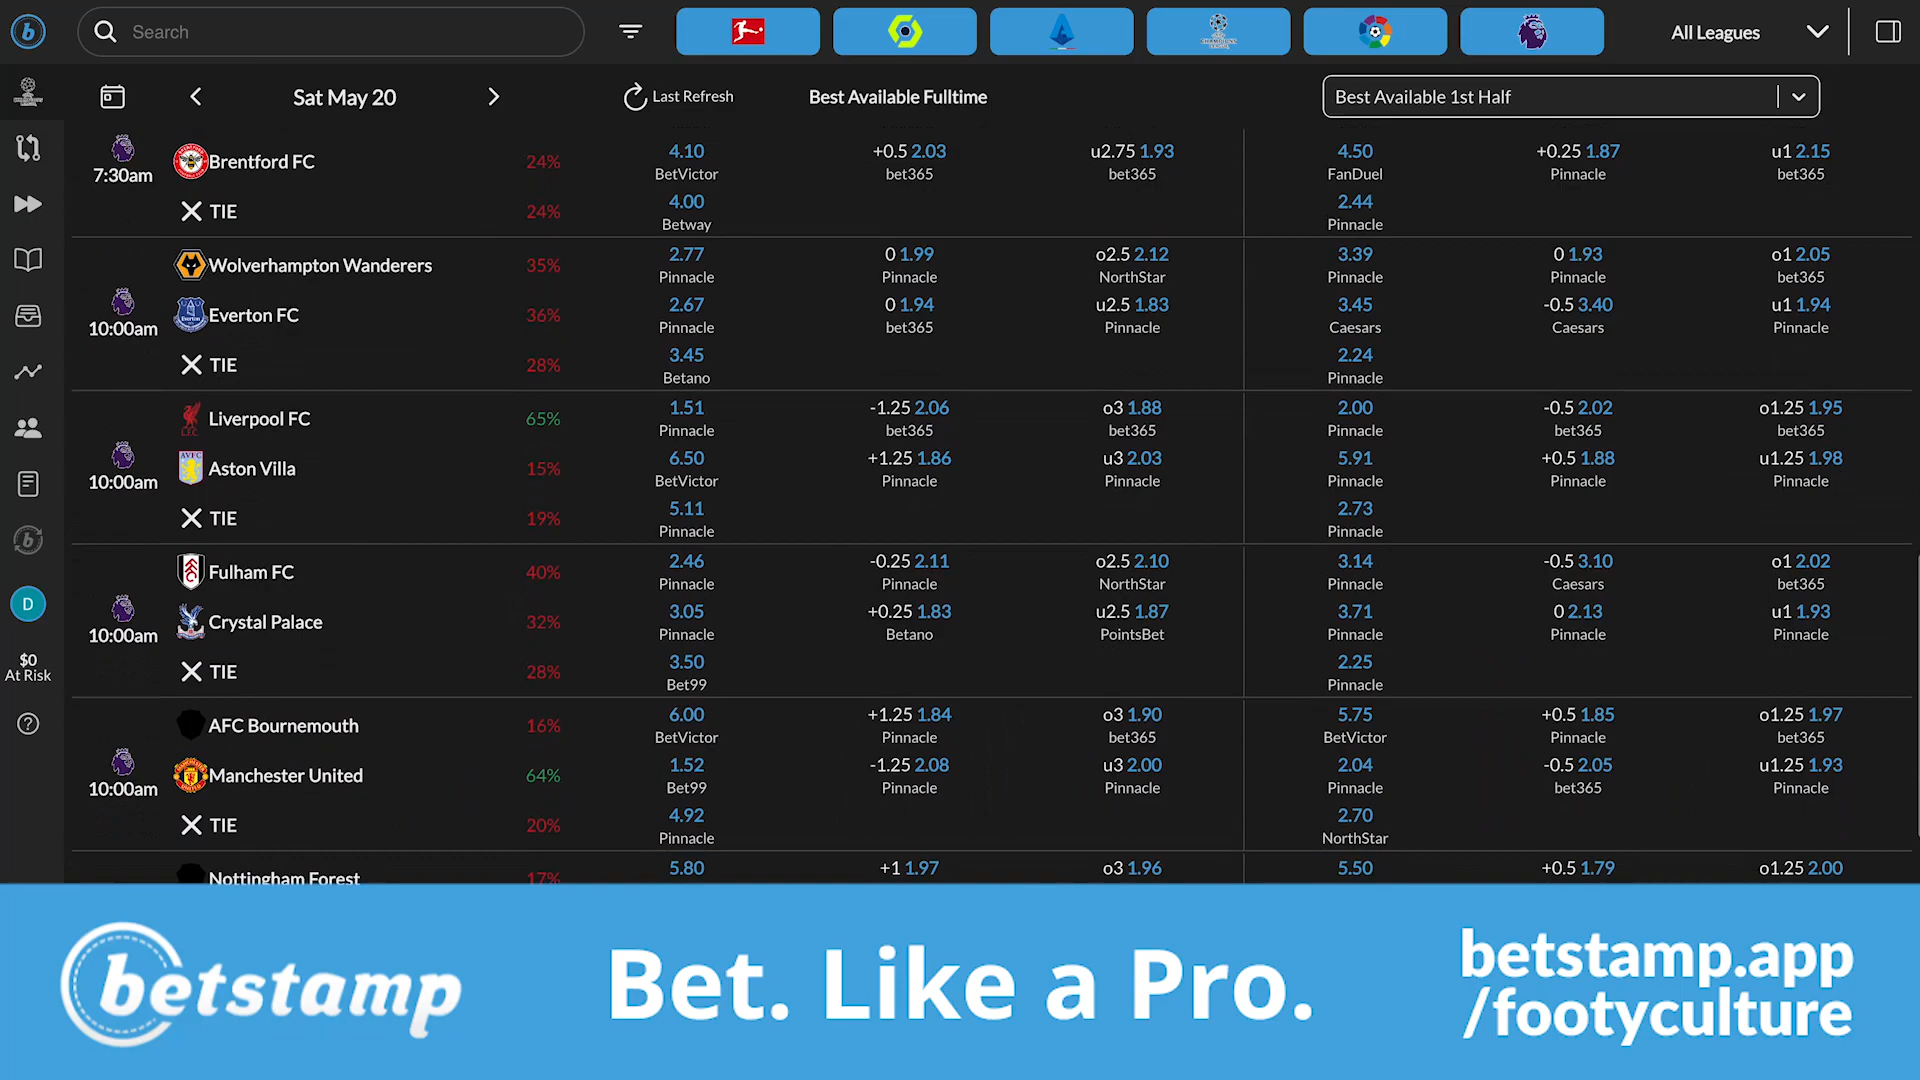 b Search All Leagues
Sat May 20 Last Refresh Best Available Fulltime Best Available 1st Half
7:30am Brentford FC 24% 4.10 +0.5 2.03 u2.75 1.93 4.50 +0.25 1.87 u1 2.15
BetVictor bet365 bet365 FanDuel Pinnacle bet365
TIE 24% 4.00 2.44
Betway Pinnacle
10:00am Wolverhampton Wanderers 35% 2.77 0 1.99 o2.5 2.12 3.39 0 1.93 o1 2.05
Pinnacle Pinnacle NorthStar Pinnacle Pinnacle bet365
Everton FC 36% 2.67 0 1.94 u2.5 1.83 3.45 -0.5 3.40 u1 1.94
Pinnacle bet365 Pinnacle Caesars Caesars Pinnacle
TIE 28% 3.45 2.24
Betano Pinnacle
10:00am Liverpool FC 65% 1.51 -1.25 2.06 o3 1.88 2.00 -0.5 2.02 o1.25 1.95
Pinnacle bet365 bet365 Pinnacle bet365 bet365
Aston Villa 15% 6.50 +1.25 1.86 u3 2.03 5.91 +0.5 1.88 u1.25 1.98
BetVictor Pinnacle Pinnacle Pinnacle Pinnacle Pinnacle
TIE 19% 5.11 2.73
Pinnacle Pinnacle
10:00am Fulham FC 40% 2.46 -0.25 2.11 o2.5 2.10 3.14 -0.5 3.10 o1 2.02
Pinnacle Pinnacle NorthStar Pinnacle Caesars bet365
Crystal Palace 32% 3.05 +0.25 1.83 u2.5 1.87 3.71 0 2.13 u1 1.93
Pinnacle Betano PointsBet Pinnacle Pinnacle Pinnacle
TIE 28% 3.50 2.25
Bet99 Pinnacle
10:00am AFC Bournemouth 16% 6.00 +1.25 1.84 o3 1.90 5.75 +0.5 1.85 o1.25 1.97
BetVictor Pinnacle bet365 BetVictor Pinnacle bet365
Manchester United 64% 1.52 -1.25 2.08 u3 2.00 2.04 -0.5 2.05 u1.25 1.93
Bet99 Pinnacle Pinnacle Pinnacle bet365 Pinnacle
TIE 20% 4.92 2.70
Pinnacle NorthStar
Nottingham Forest 17% 5.80 +1 1.97 o3 1.96 5.50 +0.5 1.79 o1.25 2.00
D
$0
At Risk
betstamp
Bet. Like a Pro.
betstamp.app
/footyculture